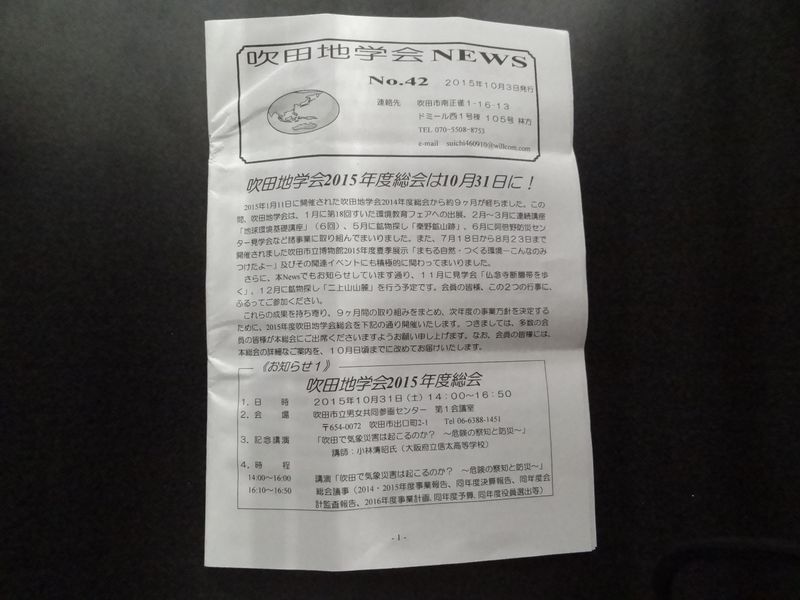 吹田地学会 NEWS
No.42 2015年10月3日発行
連絡先 吹田市南正雀1-16-13
ドミール西1号棟 105号 林方
TEL 070-5508-8753
e-mail suichi460910@willcom.com
吹田地学会2015年度総会は10月31日に！
2015年1月11日に開催された吹田地学会2014年度総会から約9ヶ月が経ちました。この
間、吹田地学会は、1月に第18回すいた環境教育フェアへの出展、2月～3月に連続講座
「地球環境基礎講座」（6回）、5月に鉱物探し「秦野鉱山跡」、6月に阿倍野防災セン
ター見学会など諸事業に取り組んでまいりました。また、7月18日から8月23日まで
開催されました吹田市立博物館2015年度夏季展示「まもる自然・つくる環境ーこんなのみ
つけたよー」及びその関連イベントにも積極的に関わってまいりました。
さらに、本Newsでもお知らせしています通り、11月に見学会「仏念寺断層帯を歩
く」、12月に鉱物探し「二上山山麓」を行う予定です。会員の皆様、この2つの行事に、
ふるってご参加ください。
これらの成果を持ち寄り、9ヶ月間の取り組みをまとめ、次年度の事業方針を決定する
ために、2015年度吹田地学会総会を下記の通り開催いたします。つきましては、多数の会
員の皆様が本総会にご出席くださいますようお願い申し上げます。なお、会員の皆様には、
本総会の詳細なご案内を、10月日頃までに改めてお届けいたします。
《お知らせ1》
吹田地学会2015年度総会
1．日 時 2015年10月31日（土）14：00～16：50
2．会 場 吹田市立男女共同参画センター 第1会議室
〒654-0072 吹田市出口町2-1 Tel 06-6388-1451
3．記念講演 「吹田で気象災害は起こるのか？ ～危険の察知と防災～」
講師：小林清昭氏（大阪府立信太高等学校）
4．時 程
14:00～16:00 講演「吹田で気象災害は起こるのか？ ～危険の察知と防災～」
16:10～16:50 総会議事（2014・2015年度事業報告、同年度決算報告、同年度会
計監査報告、2016年度事業計画、同年度予算、同年度役員選出等）
- 1 -